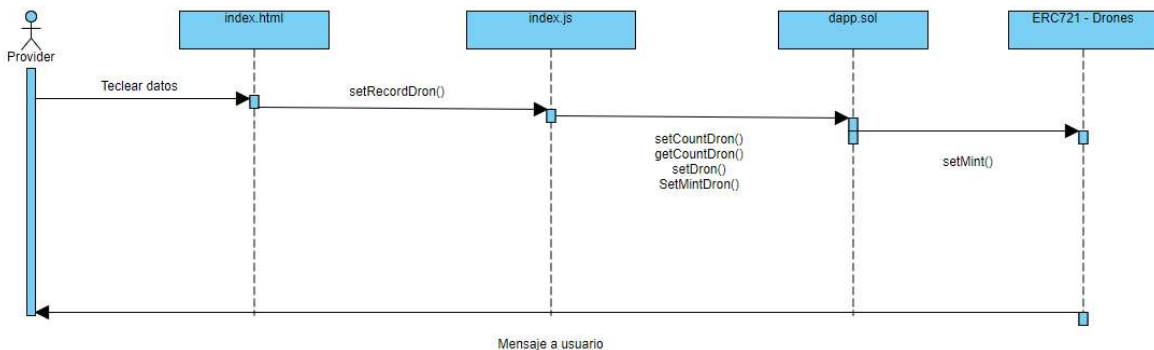 index.html
index.js
dapp.sol
ERC721 - Drones
Provider
Teclear datos
setRecordDron()
setCountDron()
getCountDron()
setDron()
SetMintDron()
setMint()
Mensaje a usuario